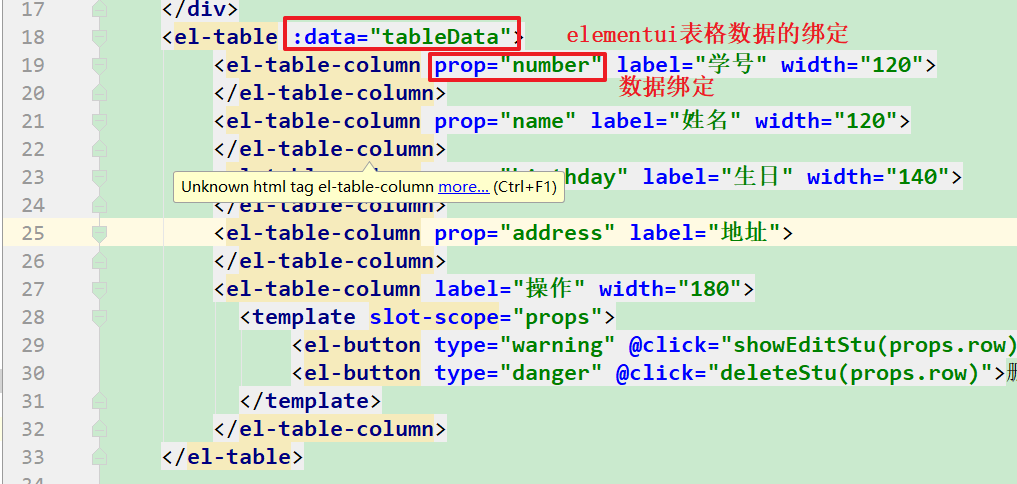 17 </div>
18 <el-table :data="tableData"> elementui表格数据的绑定
19 <el-table-column prop="number" label="学号" width="120">
20 </el-table-column> 数据绑定
21 <el-table-column prop="name" label="姓名" width="120">
22 </el-table-column>
Unknown html tag el-table-column more... (Ctrl+F1)
23 day" label="生日" width="140">
24 </el-table-column>
25 <el-table-column prop="address" label="地址">
26 </el-table-column>
27 <el-table-column label="操作" width="180">
28 <template slot-scope="props">
29 <el-button type="warning" @click="showEditStu(props.row)
30 <el-button type="danger" @click="deleteStu(props.row)">删
31 </template>
32 </el-table-column>
33 </el-table>